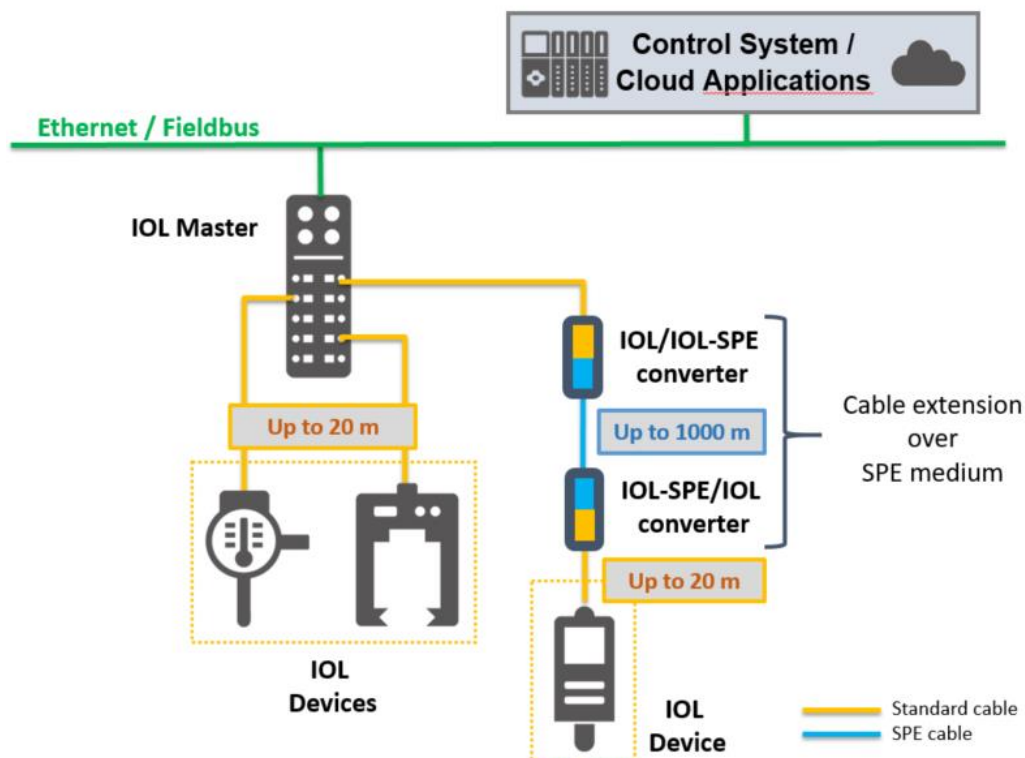 Control System /
Cloud Applications
Ethernet / Fieldbus
IOL Master
IOL/IOL-SPE
converter
Up to 20 m
Up to 1000 m
Cable extension
over
SPE medium
IOL-SPE/IOL
converter
Up to 20 m
IOL
Devices
IOL
Device
Standard cable
SPE cable